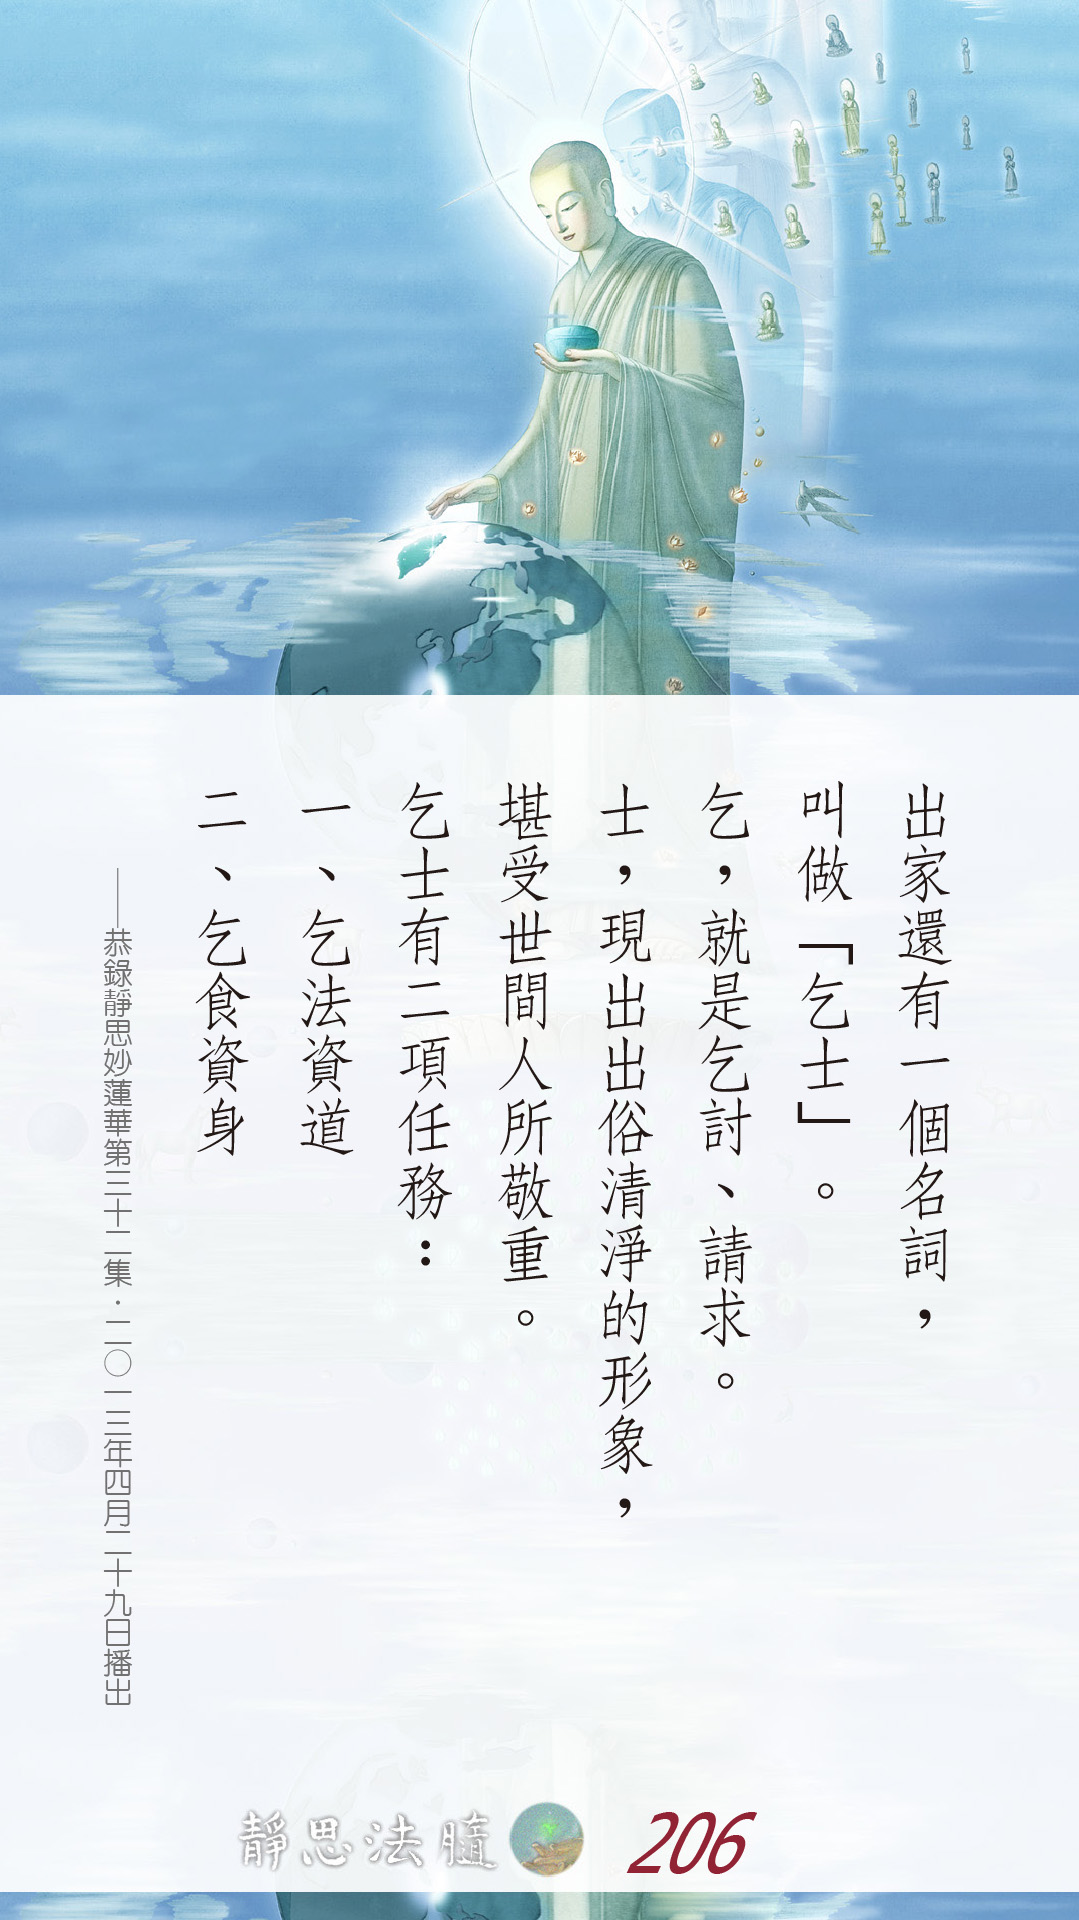 出家還有一個名詞，
叫做「乞士」。
乞，就是乞討、請求。
士，現出出俗清淨的形象，
堪受世間人所敬重。
乞士有二項任務：
一、乞法資道
二、乞食資身
——恭錄靜思妙蓮華第三十二集．二〇一三年四月二十九日播出
靜思法髓
206